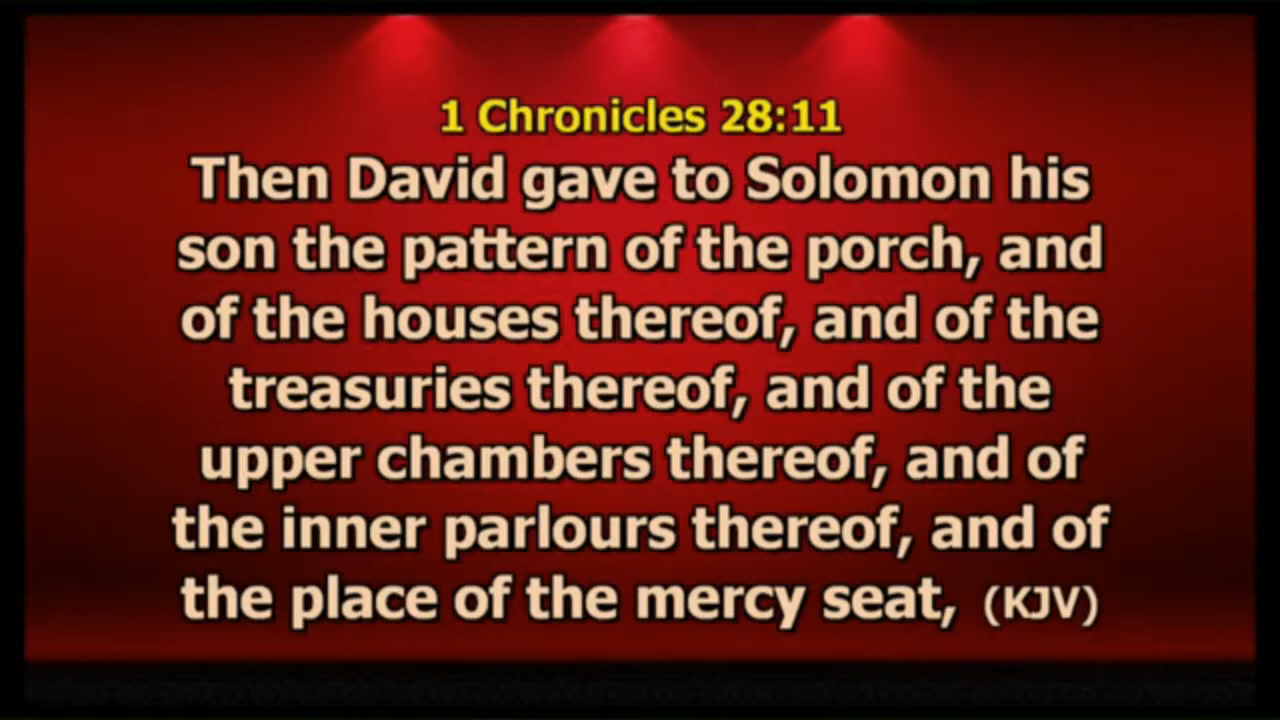 1 Chronicles 28:11
Then David gave to Solomon his
son the pattern of the porch, and
of the houses thereof, and of the
treasuries thereof, and of the
upper chambers thereof, and of
the inner parlours thereof, and of
the place of the mercy seat, (KJV)